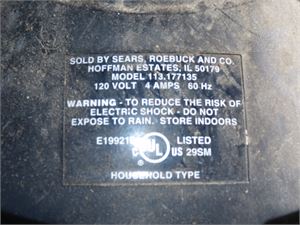 SOLD BY SEARS, ROEBUCK AND CO.
HOFFMAN ESTATES, IL 50179
MODEL 113.177135
120 VOLT 4 AMPS 60 Hz
WARNING - TO REDUCE THE RISK OF
ELECTRIC SHOCK - DO NOT
EXPOSE TO RAIN. STORE INDOORS
C UL US LISTED
29SM
HOUSEHOLD TYPE